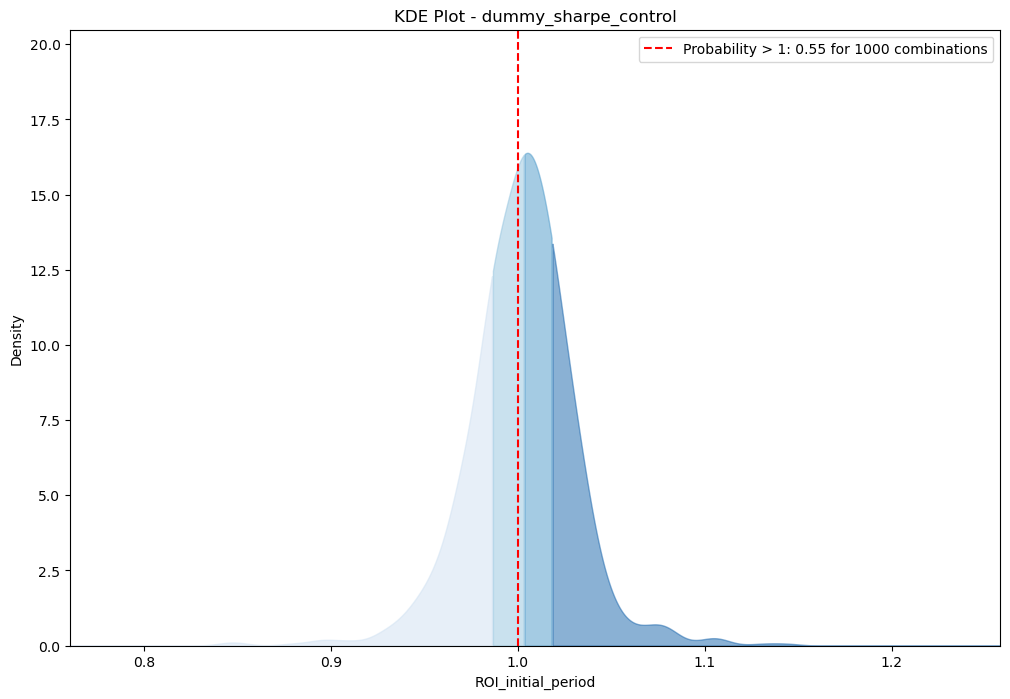 KDE Plot - dummy_sharpe_control
Probability > 1: 0.55 for 1000 combinations
20.0
17.5
15.0
12.5
10.0
7.5
5.0
2.5
0.0
Density
0.8 0.9 1.0 1.1 1.2
ROI_initial_period